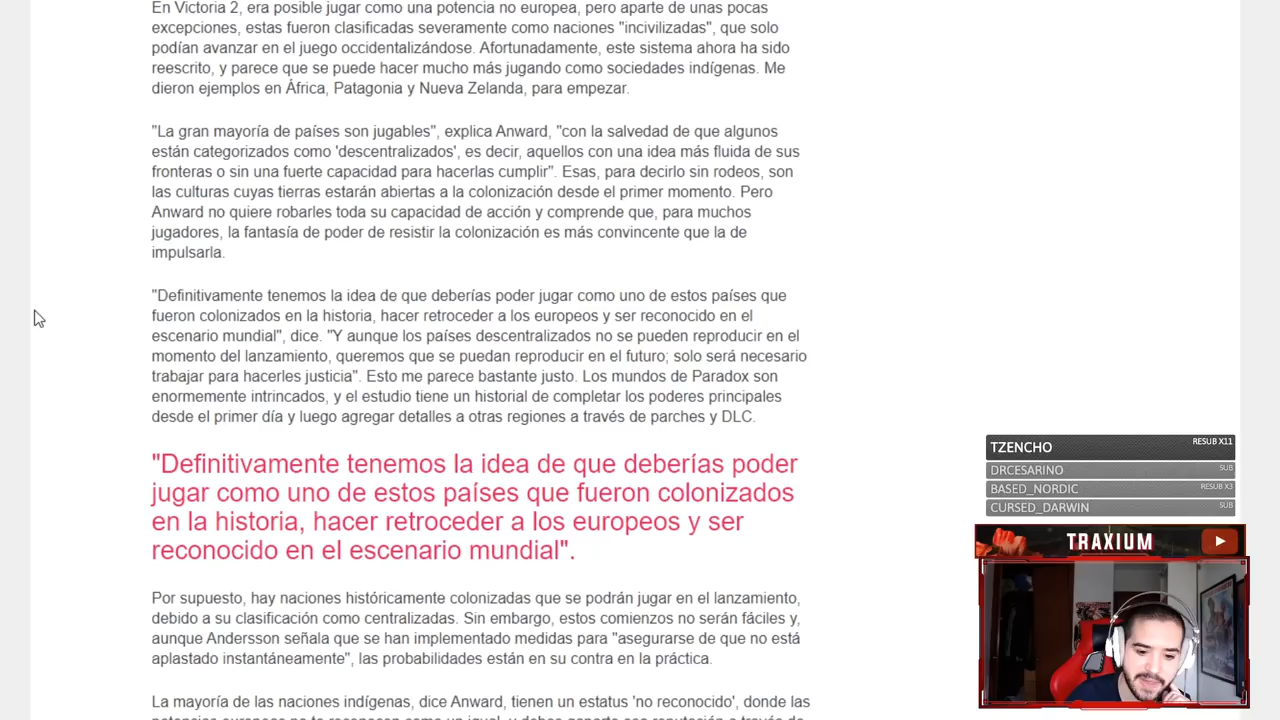 En Victoria 2, era posible jugar como una potencia no europea, pero aparte de unas pocas
excepciones, estas fueron clasificadas severamente como naciones "incivilizadas", que solo
podían avanzar en el juego occidentalizándose. Afortunadamente, este sistema ahora ha sido
reescrito, y parece que se puede hacer mucho más jugando como sociedades indígenas. Me
dieron ejemplos en África, Patagonia y Nueva Zelanda, para empezar.
"La gran mayoría de países son jugables", explica Anward, "con la salvedad de que algunos
están categorizados como 'descentralizados', es decir, aquellos con una idea más fluida de sus
fronteras o sin una fuerte capacidad para hacerlas cumplir". Esas, para decirlo sin rodeos, son
las culturas cuyas tierras estarán abiertas a la colonización desde el primer momento. Pero
Anward no quiere robarles toda su capacidad de acción y comprende que, para muchos
jugadores, la fantasía de poder de resistir la colonización es más convincente que la de
impulsarla.
"Definitivamente tenemos la idea de que deberías poder jugar como uno de estos países que
fueron colonizados en la historia, hacer retroceder a los europeos y ser reconocido en el
escenario mundial", dice. "Y aunque los países descentralizados no se pueden reproducir en el
momento del lanzamiento, queremos que se puedan reproducir en el futuro; solo será necesario
trabajar para hacerles justicia". Esto me parece bastante justo. Los mundos de Paradox son
enormemente intrincados, y el estudio tiene un historial de completar los poderes principales
desde el primer día y luego agregar detalles a otras regiones a través de parches y DLC.
"Definitivamente tenemos la idea de que deberías poder
jugar como uno de estos países que fueron colonizados
en la historia, hacer retroceder a los europeos y ser
reconocido en el escenario mundial".
Por supuesto, hay naciones históricamente colonizadas que se podrán jugar en el lanzamiento,
debido a su clasificación como centralizadas. Sin embargo, estos comienzos no serán fáciles y,
aunque Andersson señala que se han implementado medidas para "asegurarse de que no está
aplastado instantáneamente", las probabilidades están en su contra en la práctica.
La mayoría de las naciones indígenas, dice Anward, tienen un estatus 'no reconocido', donde las
TZENCHO RESUB X11
DRCESARINO SUB
BASED_NORDIC RESUB X3
CURSED_DARWIN SUB
TRAXIUM